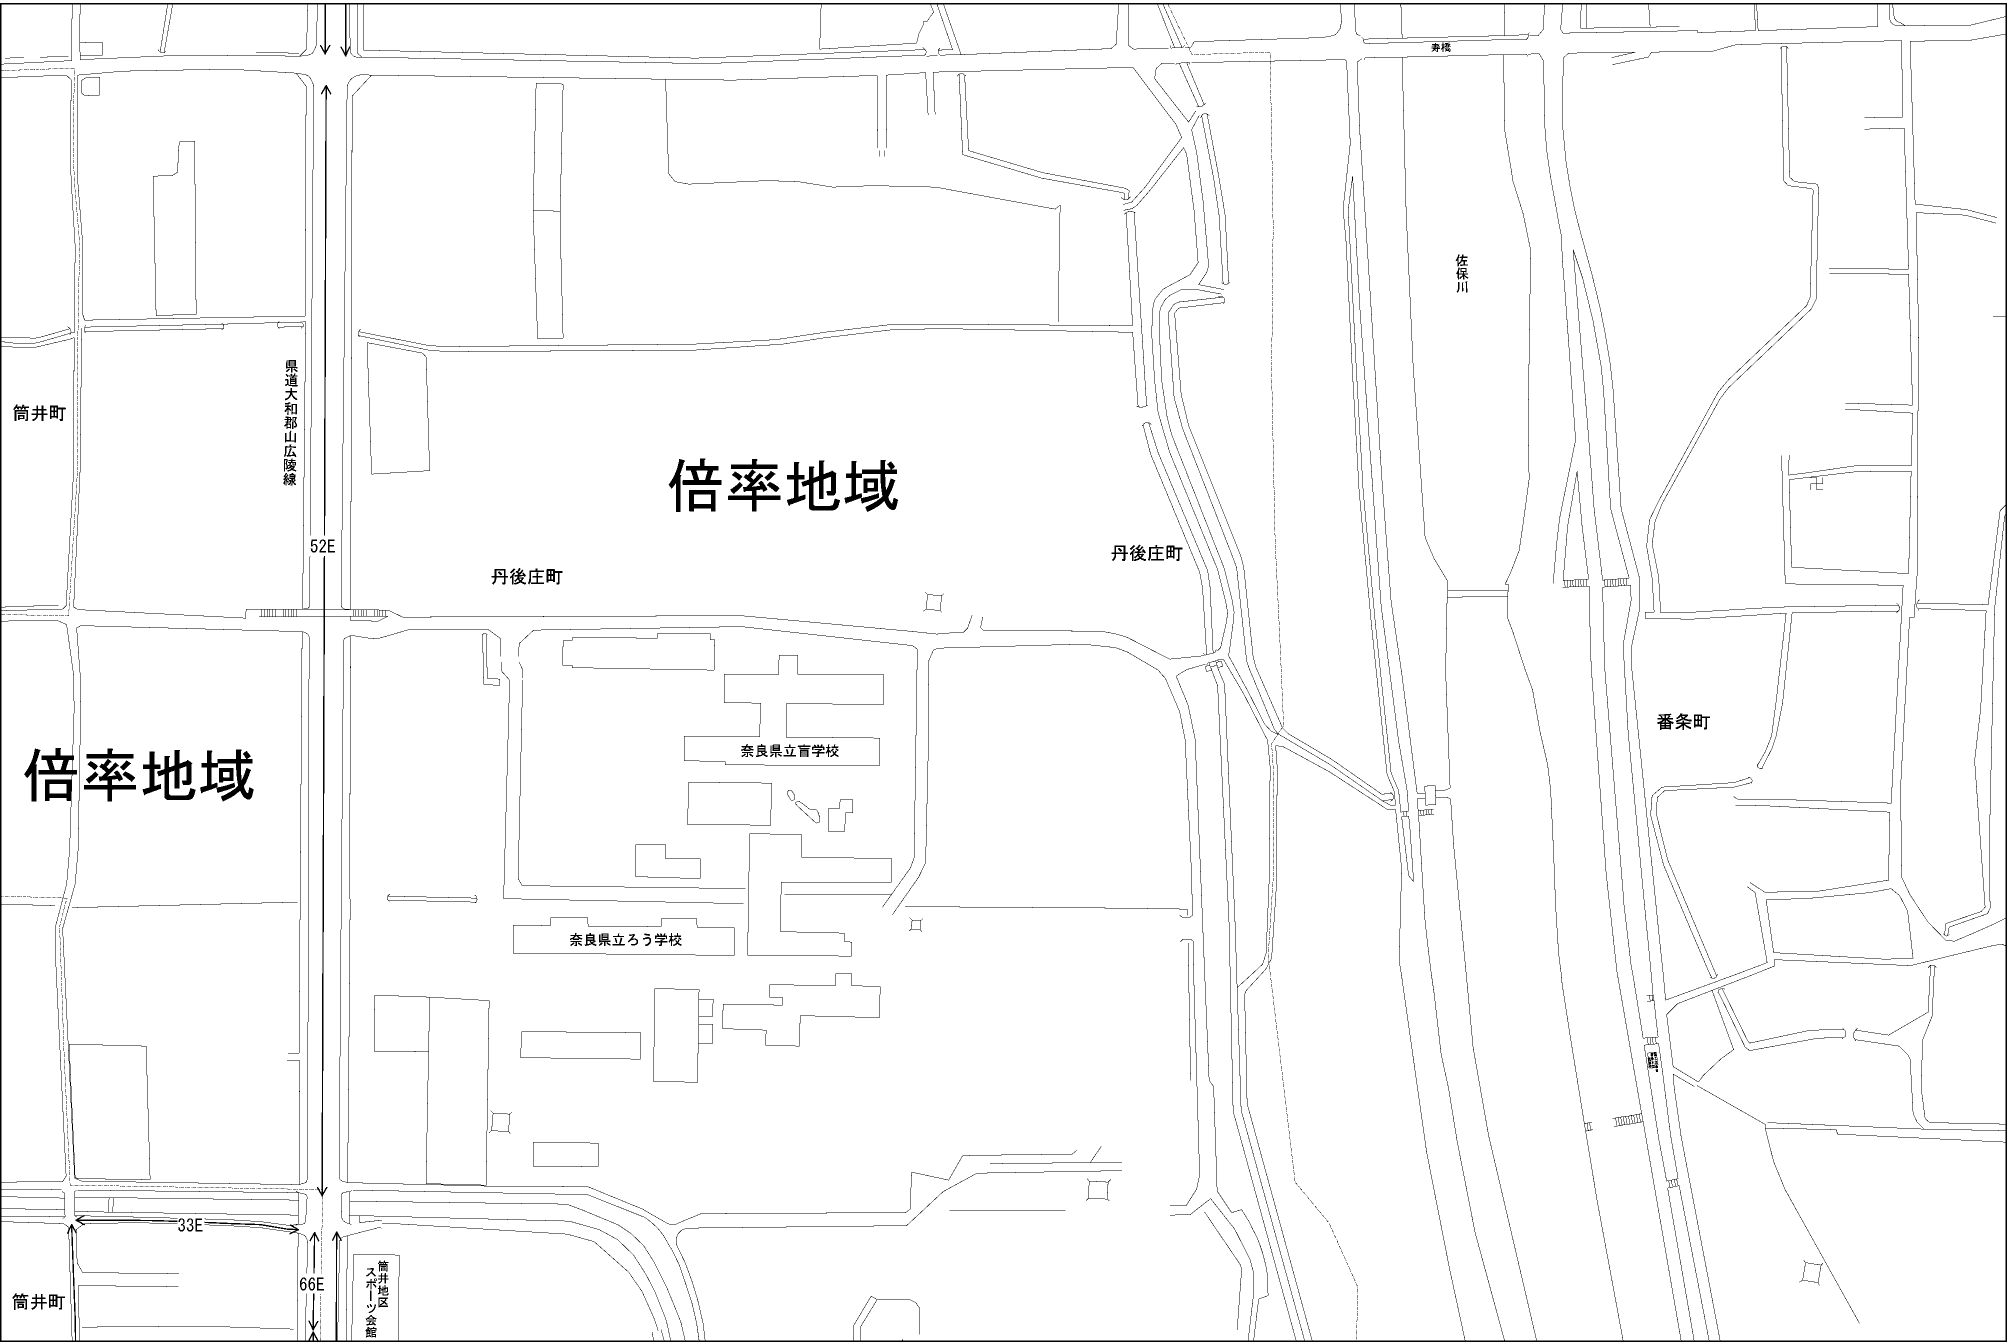 寿橋
佐保川
県道大和郡山広陵線
筒井町
倍率地域
52E
丹後庄町
丹後庄町
番条町
倍率地域
奈良県立盲学校
奈良県立ろう学校
33E
66E
筒井地区
スポーツ会館
筒井町